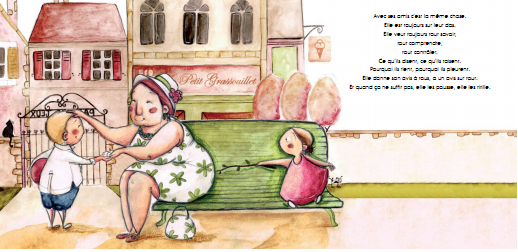 Avec ses amis c'est la même chose.
Elle est toujours sur leur dos.
Elle veut toujours tout savoir,
tout comprendre,
tout contrôler.
Ce qu'ils disent, ce qu'ils taisent.
Pourquoi ils rient, pourquoi ils pleurent.
Elle donne son avis à tous, a un avis sur tout.
Et quand ça ne suffit pas, elle les pousse, elle les tire.
Petit Grassouillet